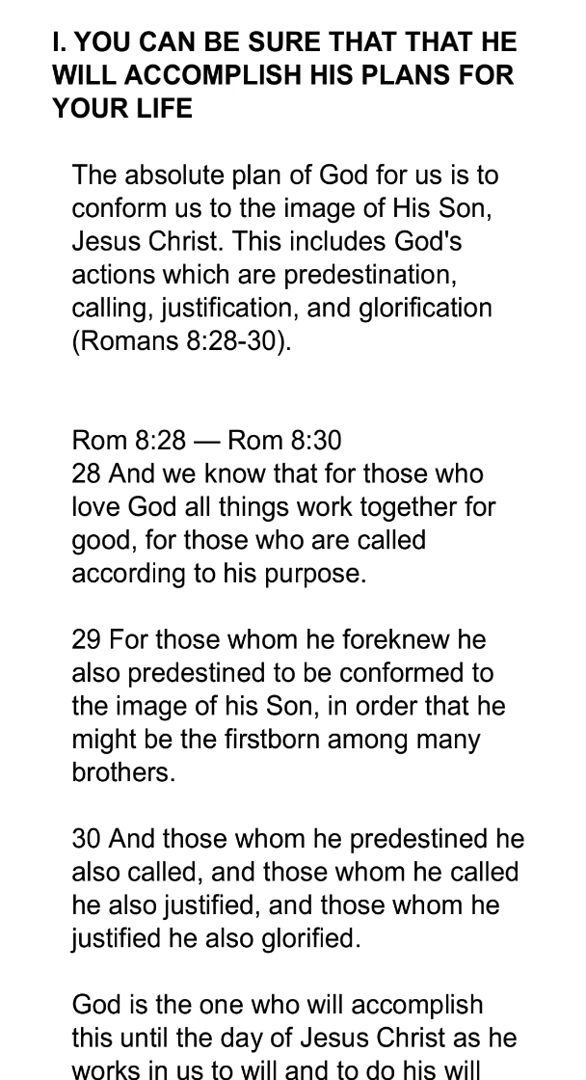 I. YOU CAN BE SURE THAT THAT HE
WILL ACCOMPLISH HIS PLANS FOR
YOUR LIFE
The absolute plan of God for us is to
conform us to the image of His Son,
Jesus Christ. This includes God's
actions which are predestination,
calling, justification, and glorification
(Romans 8:28-30).
Rom 8:28 — Rom 8:30
28 And we know that for those who
love God all things work together for
good, for those who are called
according to his purpose.
29 For those whom he foreknew he
also predestined to be conformed to
the image of his Son, in order that he
might be the firstborn among many
brothers.
30 And those whom he predestined he
also called, and those whom he called
he also justified, and those whom he
justified he also glorified.
God is the one who will accomplish
this until the day of Jesus Christ as he
works in us to will and to do his will